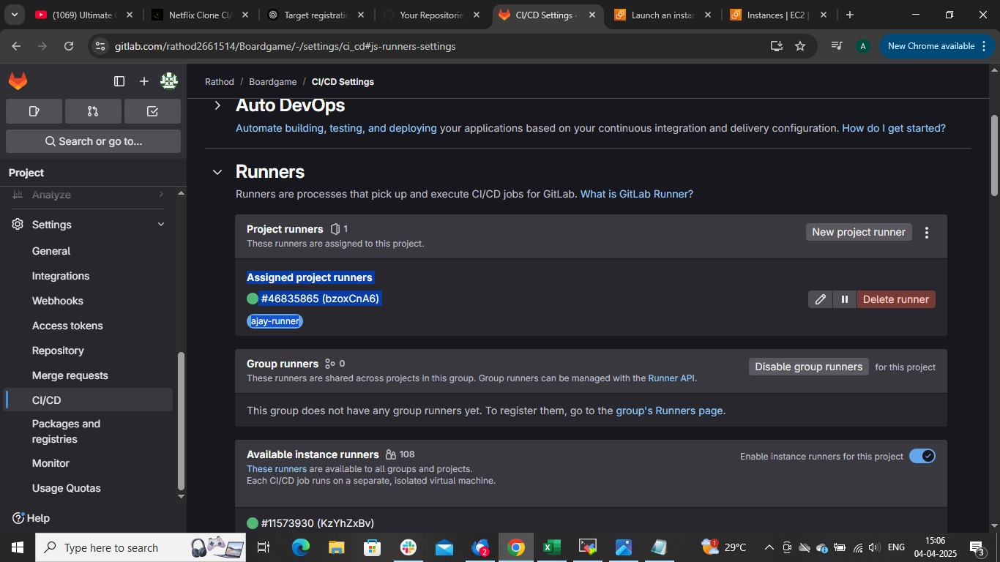 (1069) Ultimate
Netflix Clone CI/
Target registratio
Your Repositorie
CI/CD Settings ·
Launch an instan
Instances | EC2 |
gitlab.com/rathod2661514/Boardgame/-/settings/ci_cd#js-runners-settings
A
New Chrome available
Rathod / Boardgame / CI/CD Settings
Search or go to...
Project
Analyze
Settings
General
Integrations
Webhooks
Access tokens
Repository
Merge requests
CI/CD
Packages and
registries
Monitor
Usage Quotas
Help
Auto DevOps
Automate building, testing, and deploying your applications based on your continuous integration and delivery configuration. How do I get started?
Runners
Runners are processes that pick up and execute CI/CD jobs for GitLab. What is GitLab Runner?
Project runners 1
These runners are assigned to this project.
New project runner
Assigned project runners
#46835865 (bzoxCnA6)
Delete runner
ajay-runner
Group runners 0
These runners are shared across projects in this group. Group runners can be managed with the Runner API.
Disable group runners for this project
This group does not have any group runners yet. To register them, go to the group's Runners page.
Available instance runners 108
These runners are available to all groups and projects.
Each CI/CD job runs on a separate, isolated virtual machine.
Enable instance runners for this project
#11573930 (KzYhZxBv)
Type here to search
2
1
29°C
ENG
15:06
04-04-2025
3